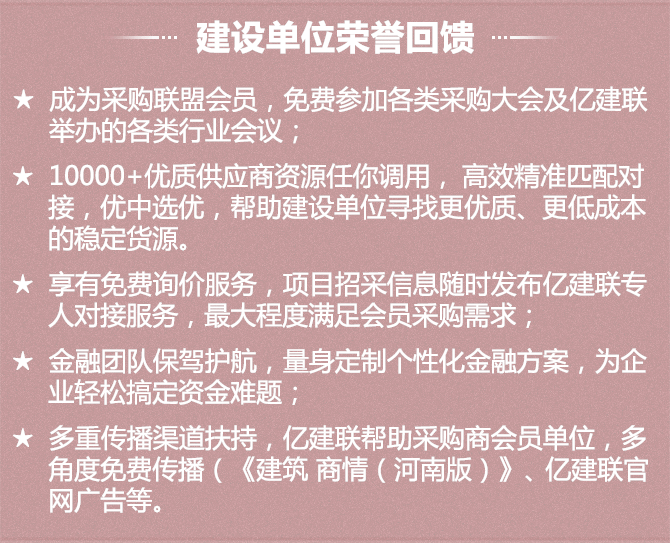 建设单位荣誉回馈
★ 成为采购联盟会员，免费参加各类采购大会及亿建联
举办的各类行业会议；
★ 10000+优质供应商资源任你调用， 高效精准匹配对
接，优中选优，帮助建设单位寻找更优质、更低成本
的稳定货源。
★ 享有免费询价服务，项目招采信息随时发布亿建联专
人对接服务，最大程度满足会员采购需求；
★ 金融团队保驾护航，量身定制个性化金融方案，为企
业轻松搞定资金难题；
★ 多重传播渠道扶持，亿建联帮助采购商会员单位，多
角度免费传播（《建筑 商情（河南版）》、亿建联官
网广告等。